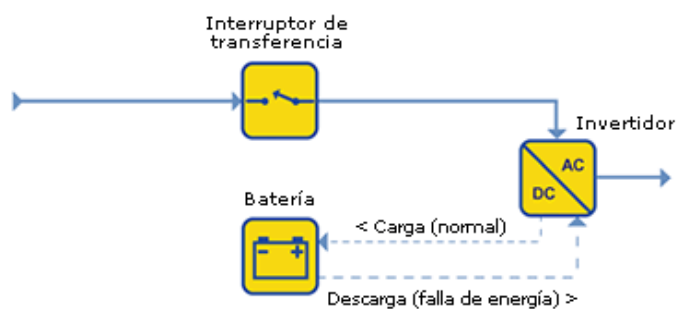 Interruptor de
transferencia
Invertidor
AC
DC
Batería
< Carga (normal)
- +
Descarga (falla de energía) >